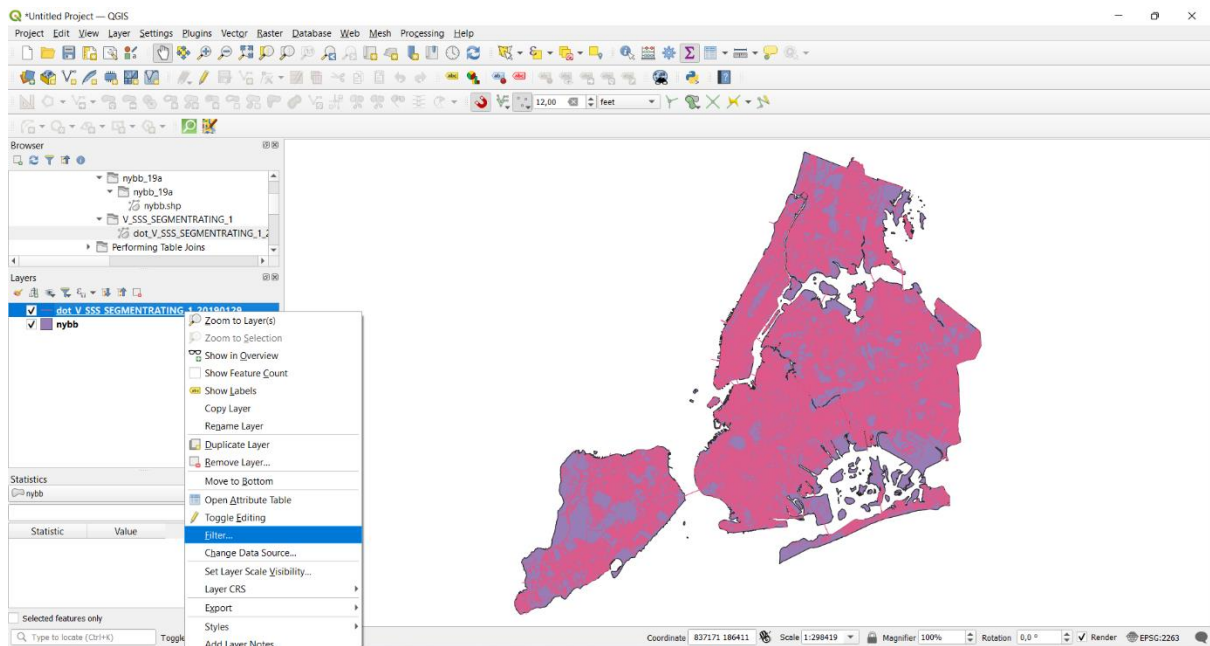 *Untitled Project — QGIS
Project Edit View Layer Settings Plugins Vector Raster Database Web Mesh Processing Help
12,00
feet
Browser
nybb_19a
nybb_19a
nybb.shp
V_SSS_SEGMENTRATING_1
dot_V_SSS_SEGMENTRATING_1_2
Performing Table Joins
Layers
dot_V_SSS_SEGMENTRATING_1_20190129
nybb
Zoom to Layer(s)
Zoom to Selection
Show in Overview
Show Feature Count
Show Labels
Copy Layer
Rename Layer
Duplicate Layer
Remove Layer...
Move to Bottom
Open Attribute Table
Toggle Editing
Filter...
Change Data Source...
Set Layer Scale Visibility...
Layer CRS
Export
Styles
Add Layer Notes
Statistics
nybb
Statistic Value
Selected features only
Type to locate (Ctrl+K) Toggle Coordinate 837171 186411 Scale 1:298419 Magnifier 100% Rotation 0,0 ° Render EPSG:2263